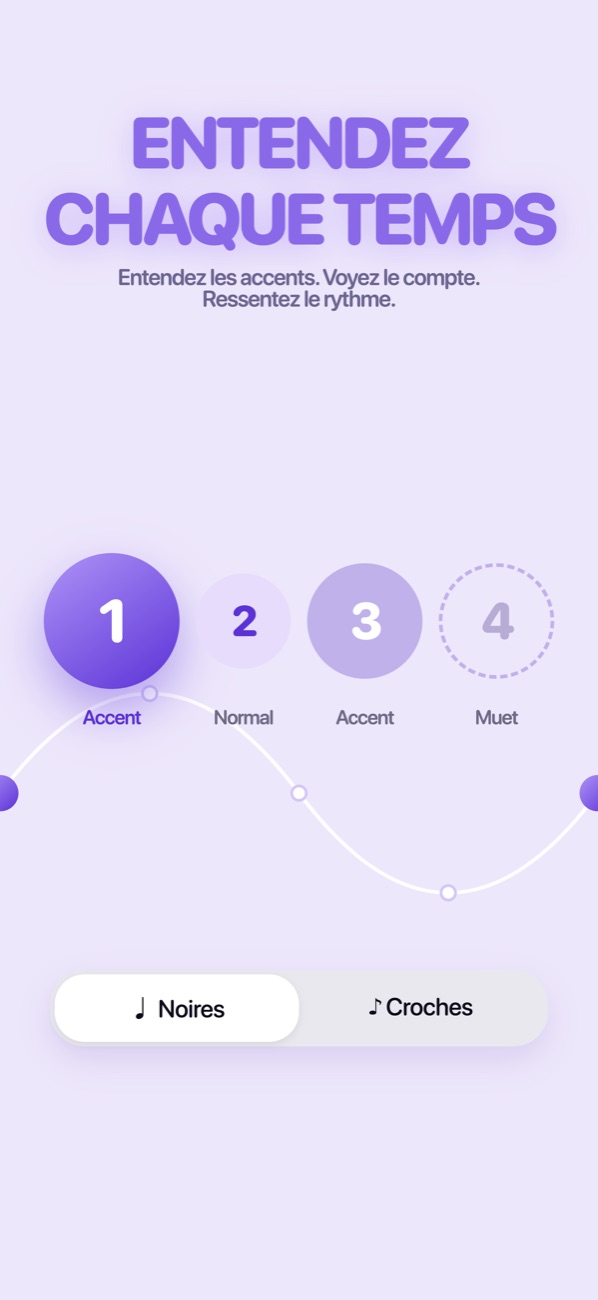 ENTENDEZ
CHAQUE TEMPS
Entendez les accents. Voyez le compte.
Ressentez le rythme.
1 2 3 4
Accent Normal Accent Muet
♩ Noires ♪ Croches